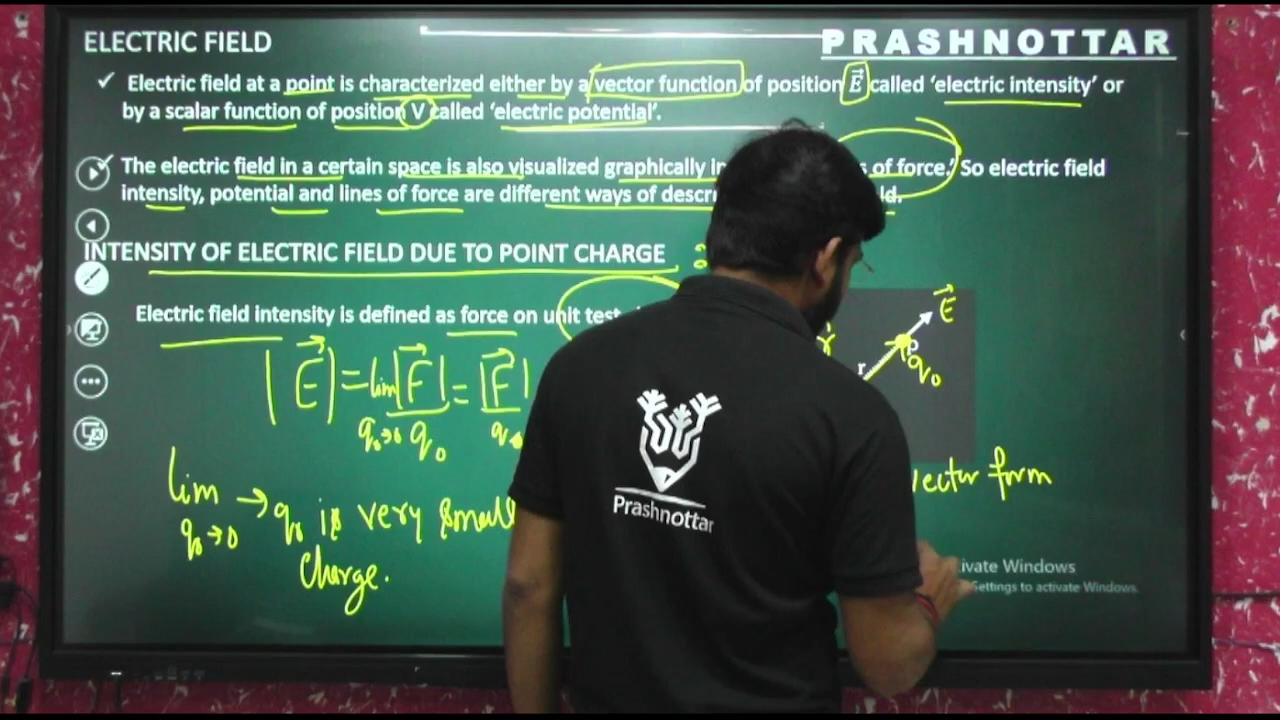 ELECTRIC FIELD
PRASHNOTTAR
✓ Electric field at a point is characterized either by a vector function of position E⃗ called ‘electric intensity’ or
by a scalar function of position V called ‘electric potential’.
✓ The electric field in a certain space is also visualized graphically in s of force.’ So electric field
intensity, potential and lines of force are different ways of descr ld.
INTENSITY OF ELECTRIC FIELD DUE TO POINT CHARGE
Electric field intensity is defined as force on unit test
|E⃗| = lim q₀→0 |F⃗|/q₀ = |F⃗|/q₀
E⃗
P
r
q₀
r̂
lim q₀→0 → q₀ is very small
charge.
vector form
Prashnottar
ivate Windows
Settings to activate Windows.